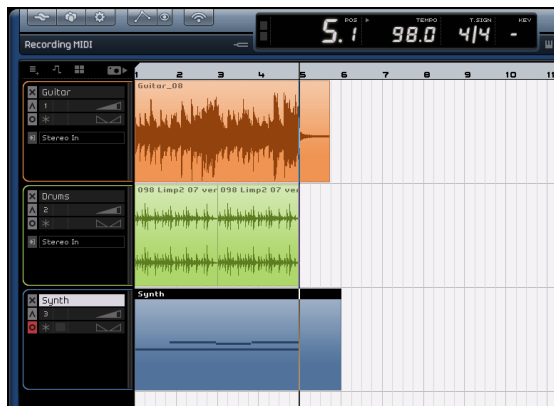 POS
TEMPO
T.SIGN
KEY
5.1
98.0
4/4
-
Recording MIDI
1 2 3 4 5 6 7 8 9 10 11
Guitar
Guitar_08
1
Stereo In
Drums
098 Limp2 07 ver 098 Limp2 07 ver
2
Stereo In
Synth
Synth
3